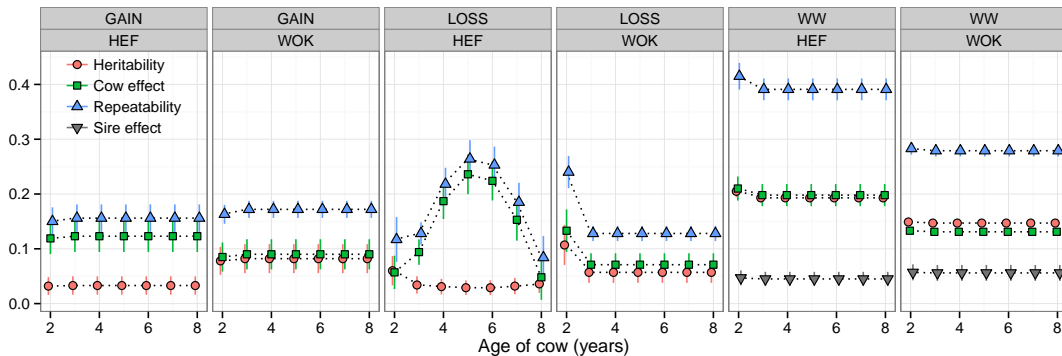 GAIN GAIN LOSS LOSS WW WW
HEF WOK HEF WOK HEF WOK
Heritability
Cow effect
Repeatability
Sire effect
0.4
0.3
0.2
0.1
0.0
2 4 6 8 2 4 6 8 2 4 6 8 2 4 6 8 2 4 6 8 2 4 6 8
Age of cow (years)